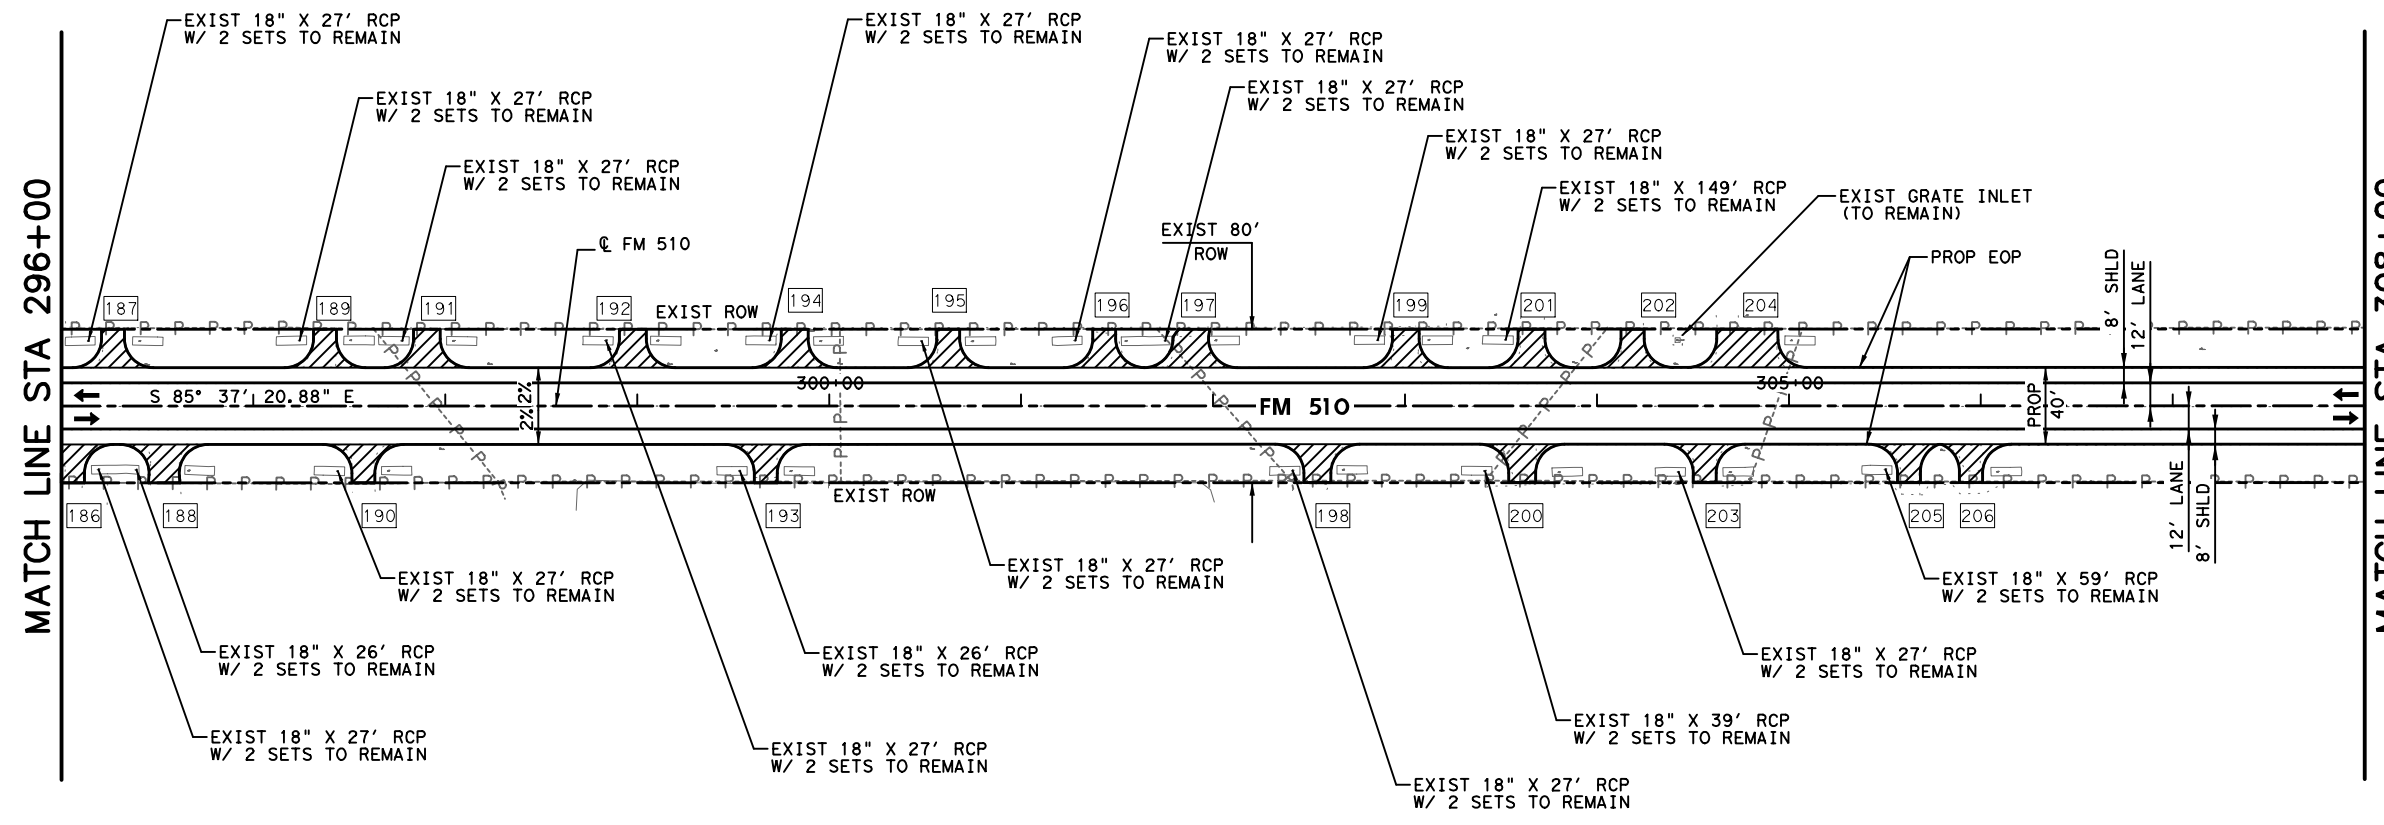 EXIST 18" X 27' RCP
W/ 2 SETS TO REMAIN
EXIST 18" X 27' RCP
W/ 2 SETS TO REMAIN
EXIST 18" X 27' RCP
W/ 2 SETS TO REMAIN
EXIST 18" X 27' RCP
W/ 2 SETS TO REMAIN
EXIST 18" X 27' RCP
W/ 2 SETS TO REMAIN
EXIST 18" X 27' RCP
W/ 2 SETS TO REMAIN
EXIST 18" X 27' RCP
W/ 2 SETS TO REMAIN
EXIST 18" X 149' RCP
W/ 2 SETS TO REMAIN
EXIST GRATE INLET
(TO REMAIN)
EXIST 80'
ROW
℄ FM 510
PROP EOP
8' SHLD
12' LANE
187
189
191
192
EXIST ROW
194
195
196
197
199
201
202
204
MATCH LINE STA 296+00
S 85° 37' 20.88" E
2%
2%
300+00
FM 510
305+00
PROP
40'
EXIST ROW
186
188
190
193
198
200
203
205
206
12' LANE
8' SHLD
EXIST 18" X 27' RCP
W/ 2 SETS TO REMAIN
EXIST 18" X 27' RCP
W/ 2 SETS TO REMAIN
EXIST 18" X 59' RCP
W/ 2 SETS TO REMAIN
EXIST 18" X 26' RCP
W/ 2 SETS TO REMAIN
EXIST 18" X 26' RCP
W/ 2 SETS TO REMAIN
EXIST 18" X 27' RCP
W/ 2 SETS TO REMAIN
EXIST 18" X 27' RCP
W/ 2 SETS TO REMAIN
EXIST 18" X 27' RCP
W/ 2 SETS TO REMAIN
EXIST 18" X 39' RCP
W/ 2 SETS TO REMAIN
EXIST 18" X 27' RCP
W/ 2 SETS TO REMAIN